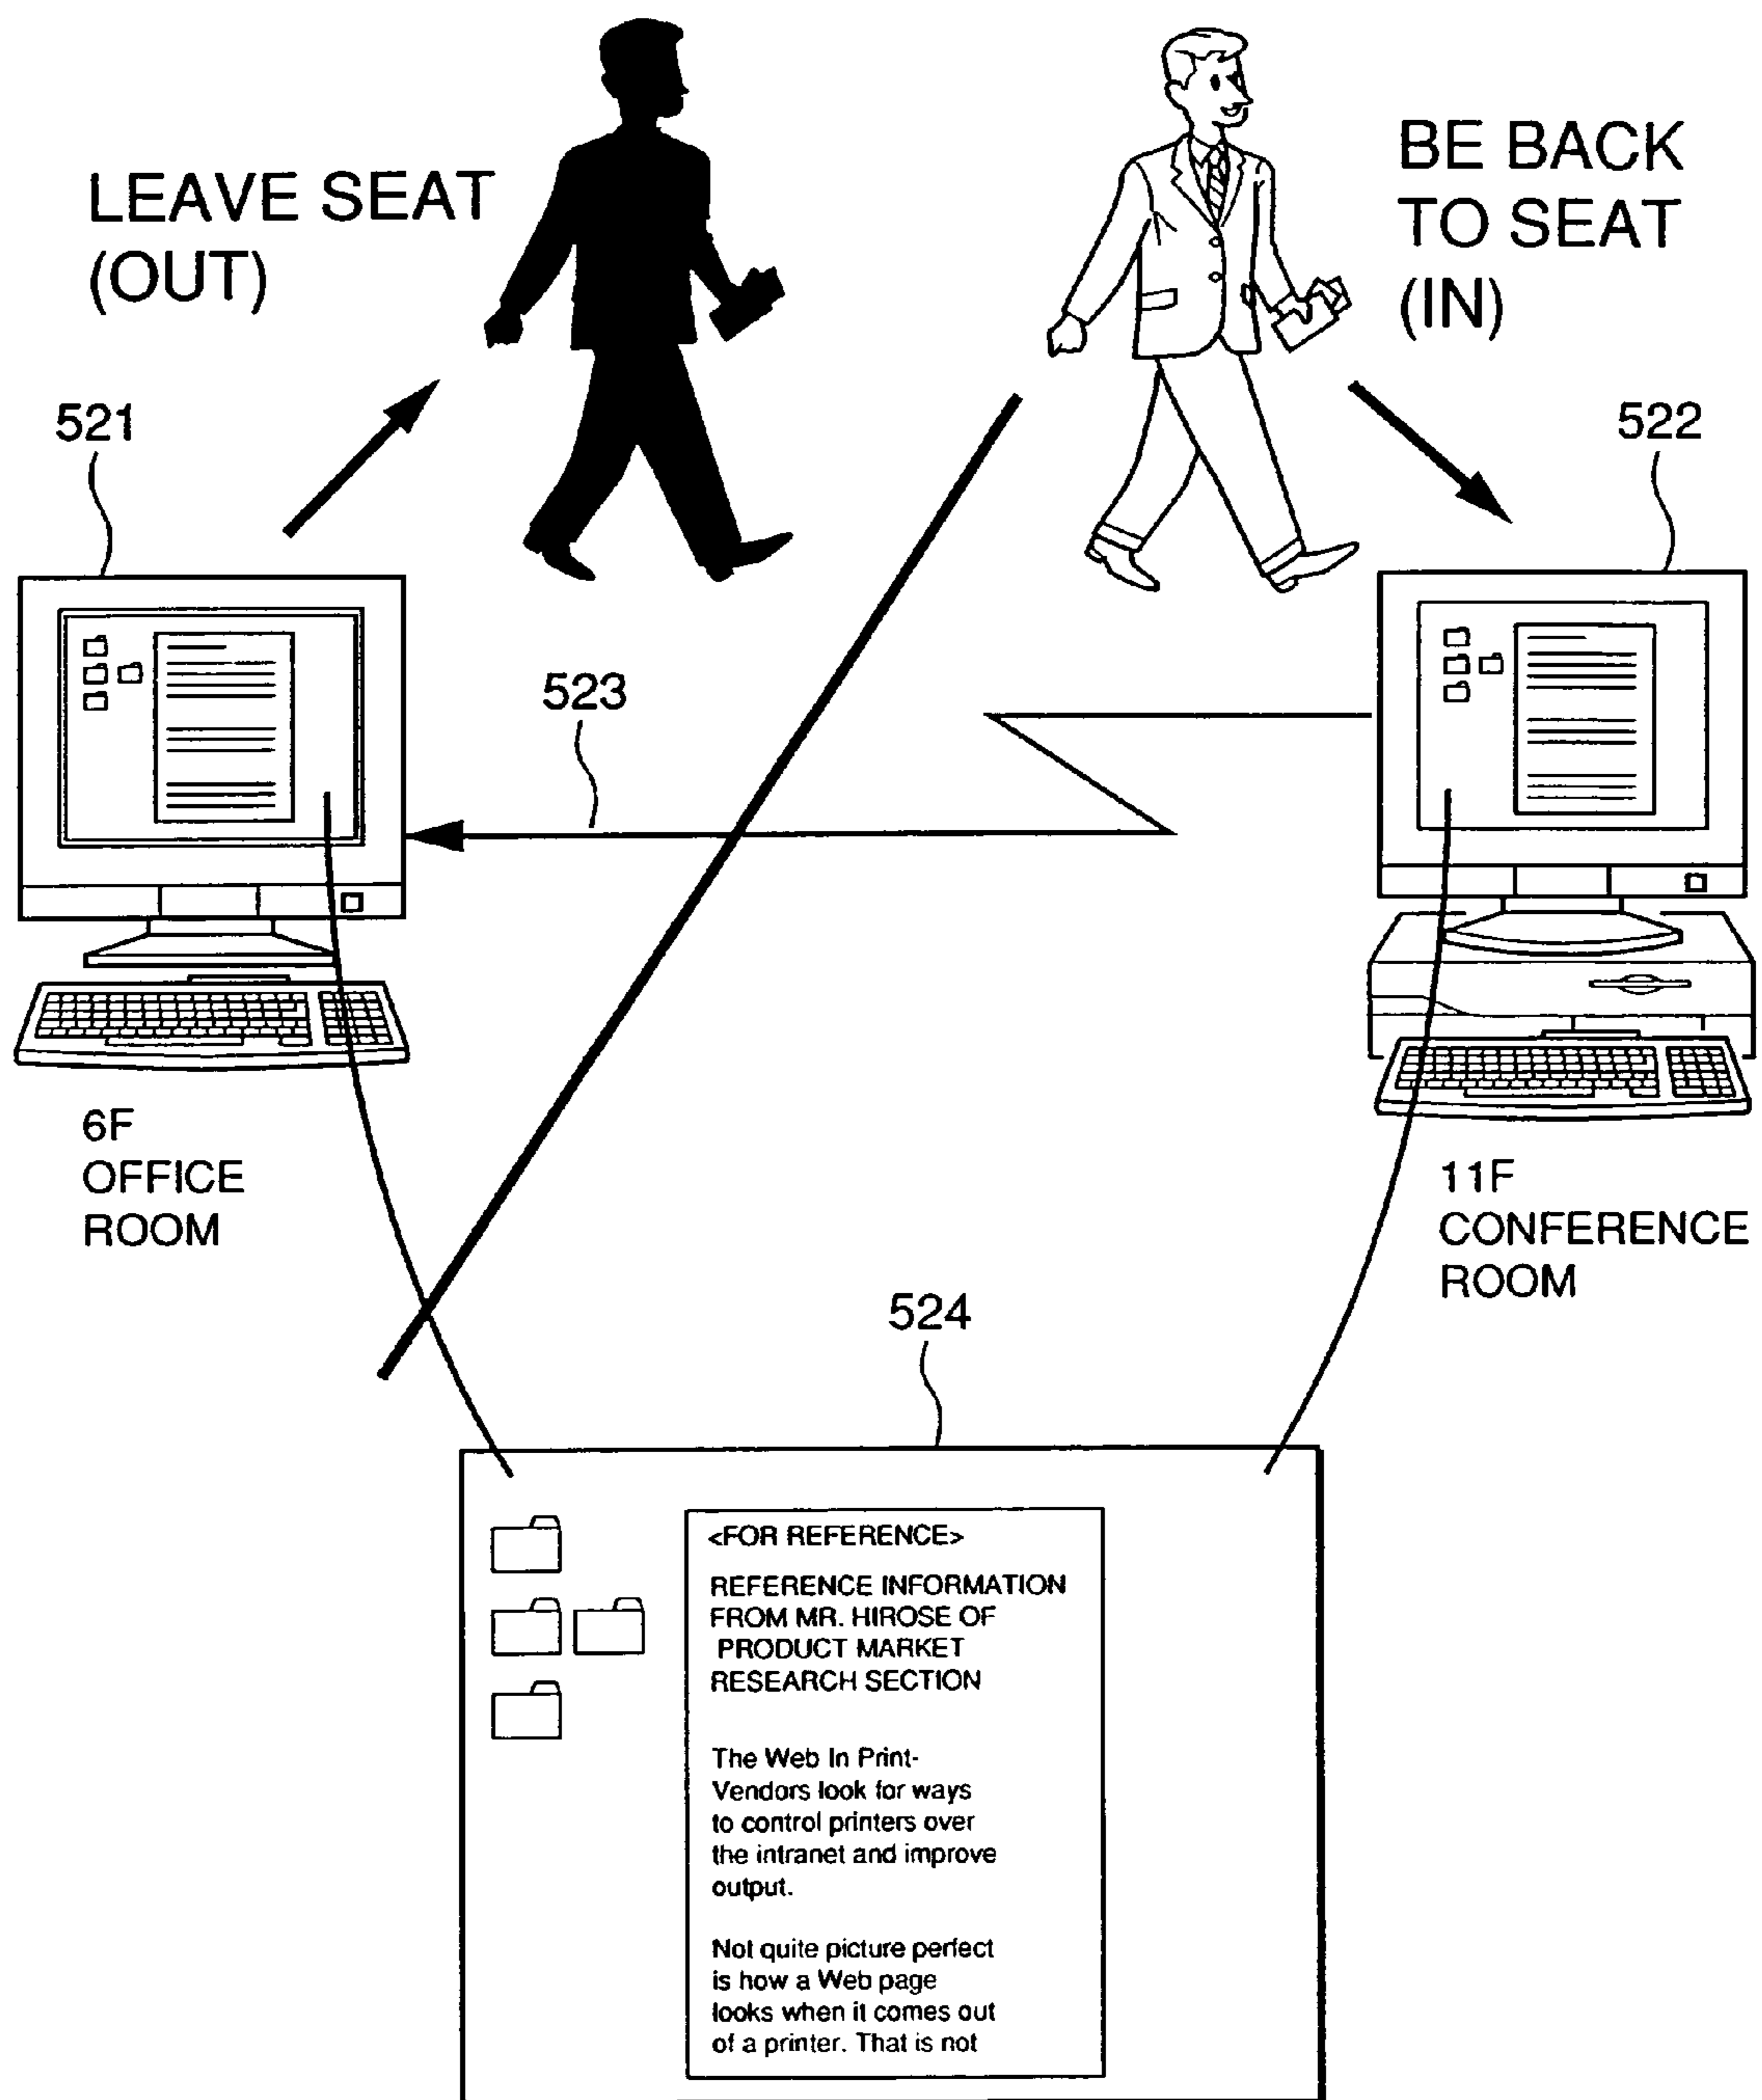 LEAVE SEAT
(OUT)
BE BACK
TO SEAT
(IN)
521
522
523
6F
OFFICE
ROOM
11F
CONFERENCE
ROOM
524
<FOR REFERENCE>
REFERENCE INFORMATION
FROM MR. HIROSE OF
PRODUCT MARKET
RESEARCH SECTION
The Web In Print-
Vendors look for ways
to control printers over
the intranet and improve
output.
Not quite picture perfect
is how a Web page
looks when it comes out
of a printer. That is not